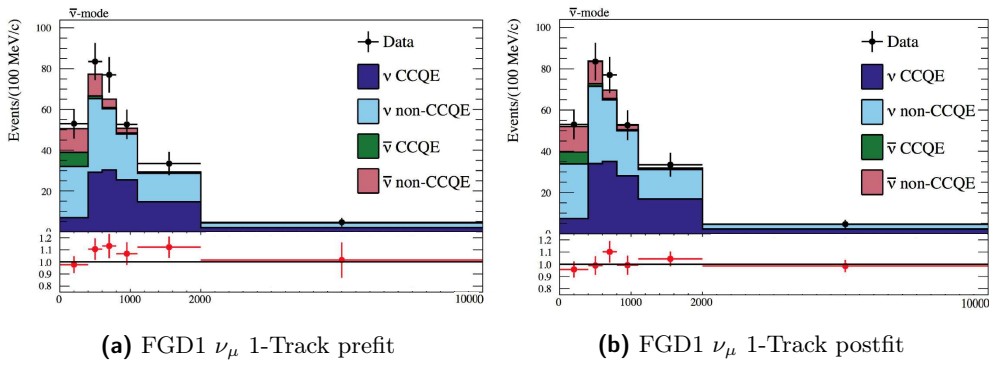 ν̅-mode
Events/(100 MeV/c)
100
80
60
40
20
0
Data
ν CCQE
ν non-CCQE
ν̅ CCQE
ν̅ non-CCQE
1.2
1.1
1.0
0.9
0.8
0 1000 2000 10000
(a) FGD1 νμ 1-Track prefit
ν̅-mode
Events/(100 MeV/c)
100
80
60
40
20
0
Data
ν CCQE
ν non-CCQE
ν̅ CCQE
ν̅ non-CCQE
1.2
1.1
1.0
0.9
0.8
0 1000 2000 10000
(b) FGD1 νμ 1-Track postfit